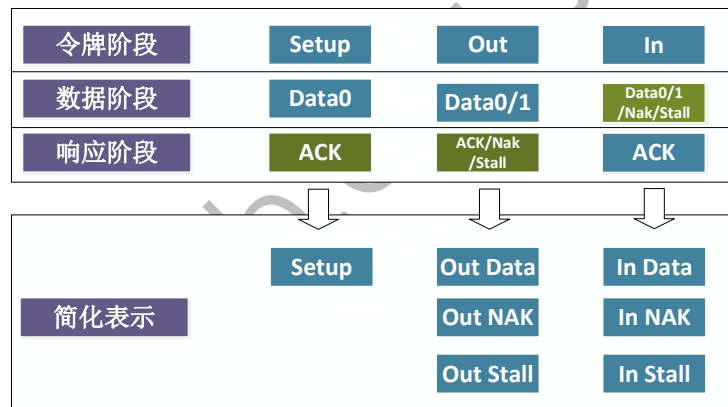 令牌阶段 Setup Out In
数据阶段 Data0 Data0/1 Data0/1
/Nak/Stall
响应阶段 ACK ACK/Nak
/Stall ACK
Setup Out Data In Data
简化表示 Out NAK In NAK
Out Stall In Stall